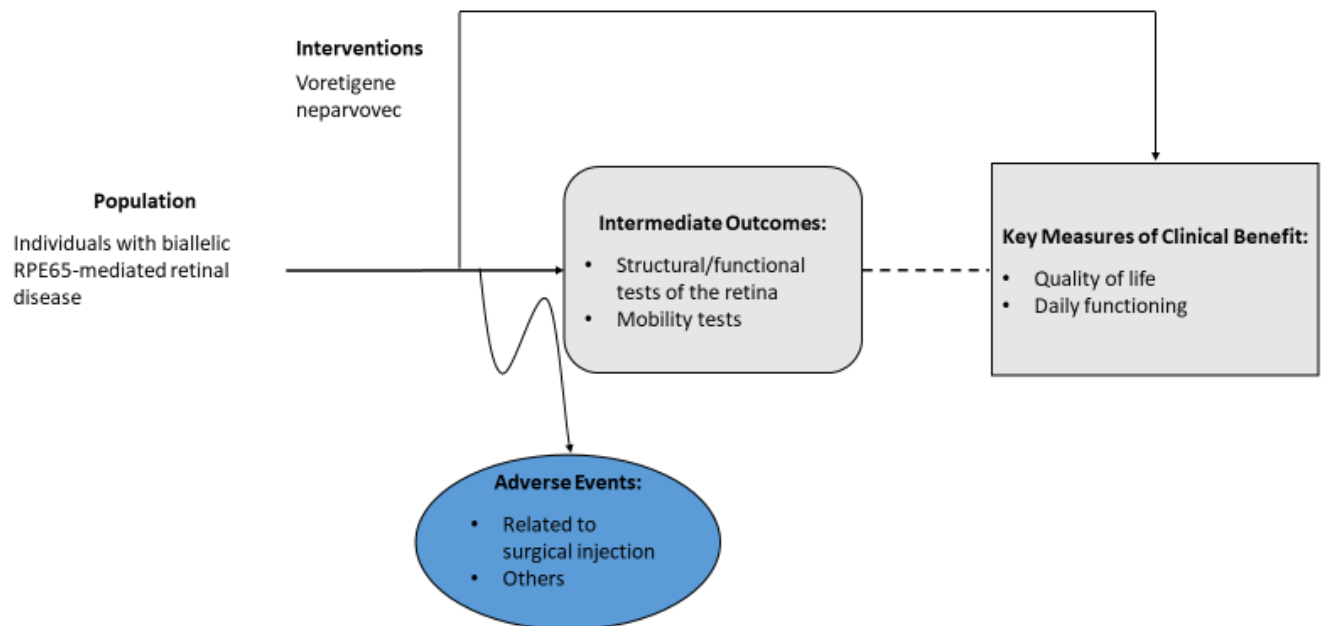 Interventions
Voretigene
neparvovec
Population
Individuals with biallelic
RPE65-mediated retinal
disease
Intermediate Outcomes:
• Structural/functional
tests of the retina
• Mobility tests
Key Measures of Clinical Benefit:
• Quality of life
• Daily functioning
Adverse Events:
• Related to
surgical injection
• Others